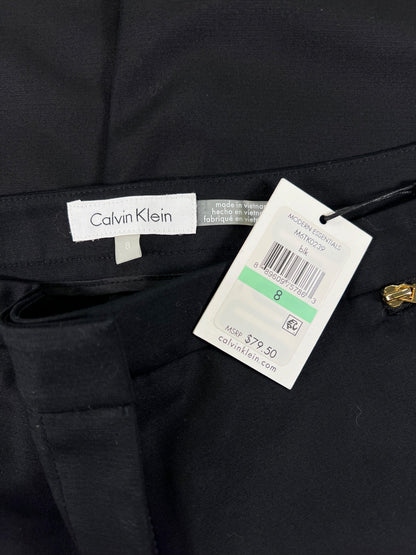 Calvin Klein
made in vietnam
hecho en vietnam
fabriqué en vietnam
8
MODERN ESSENTIALS
M6TK0239
blk
8
MSRP $79.50
calvinklein.com